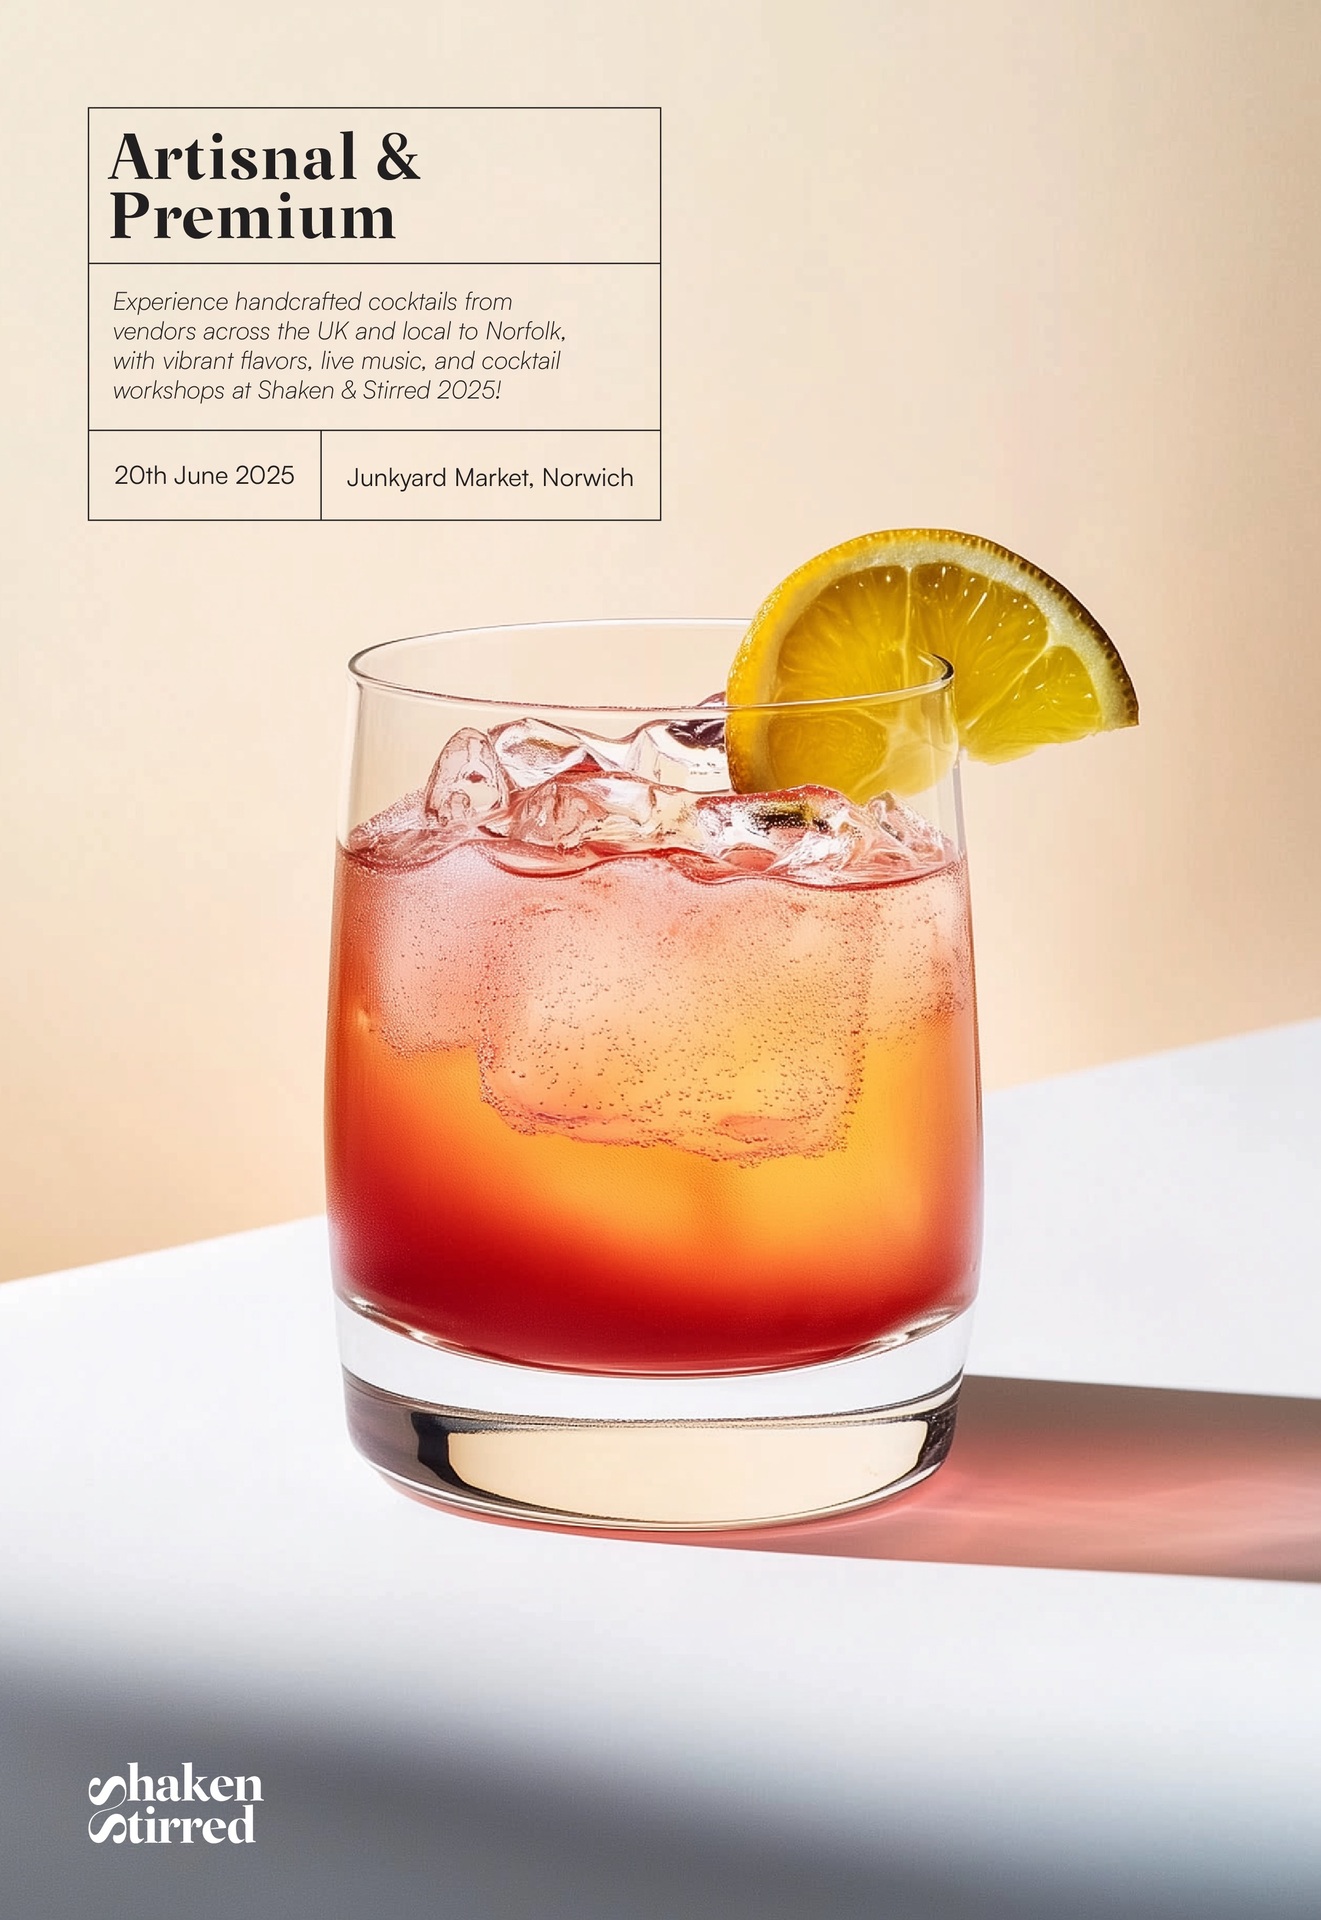 Artisnal &
Premium
Experience handcrafted cocktails from
vendors across the UK and local to Norfolk,
with vibrant flavors, live music, and cocktail
workshops at Shaken & Stirred 2025!
20th June 2025
Junkyard Market, Norwich
Shaken
Stirred